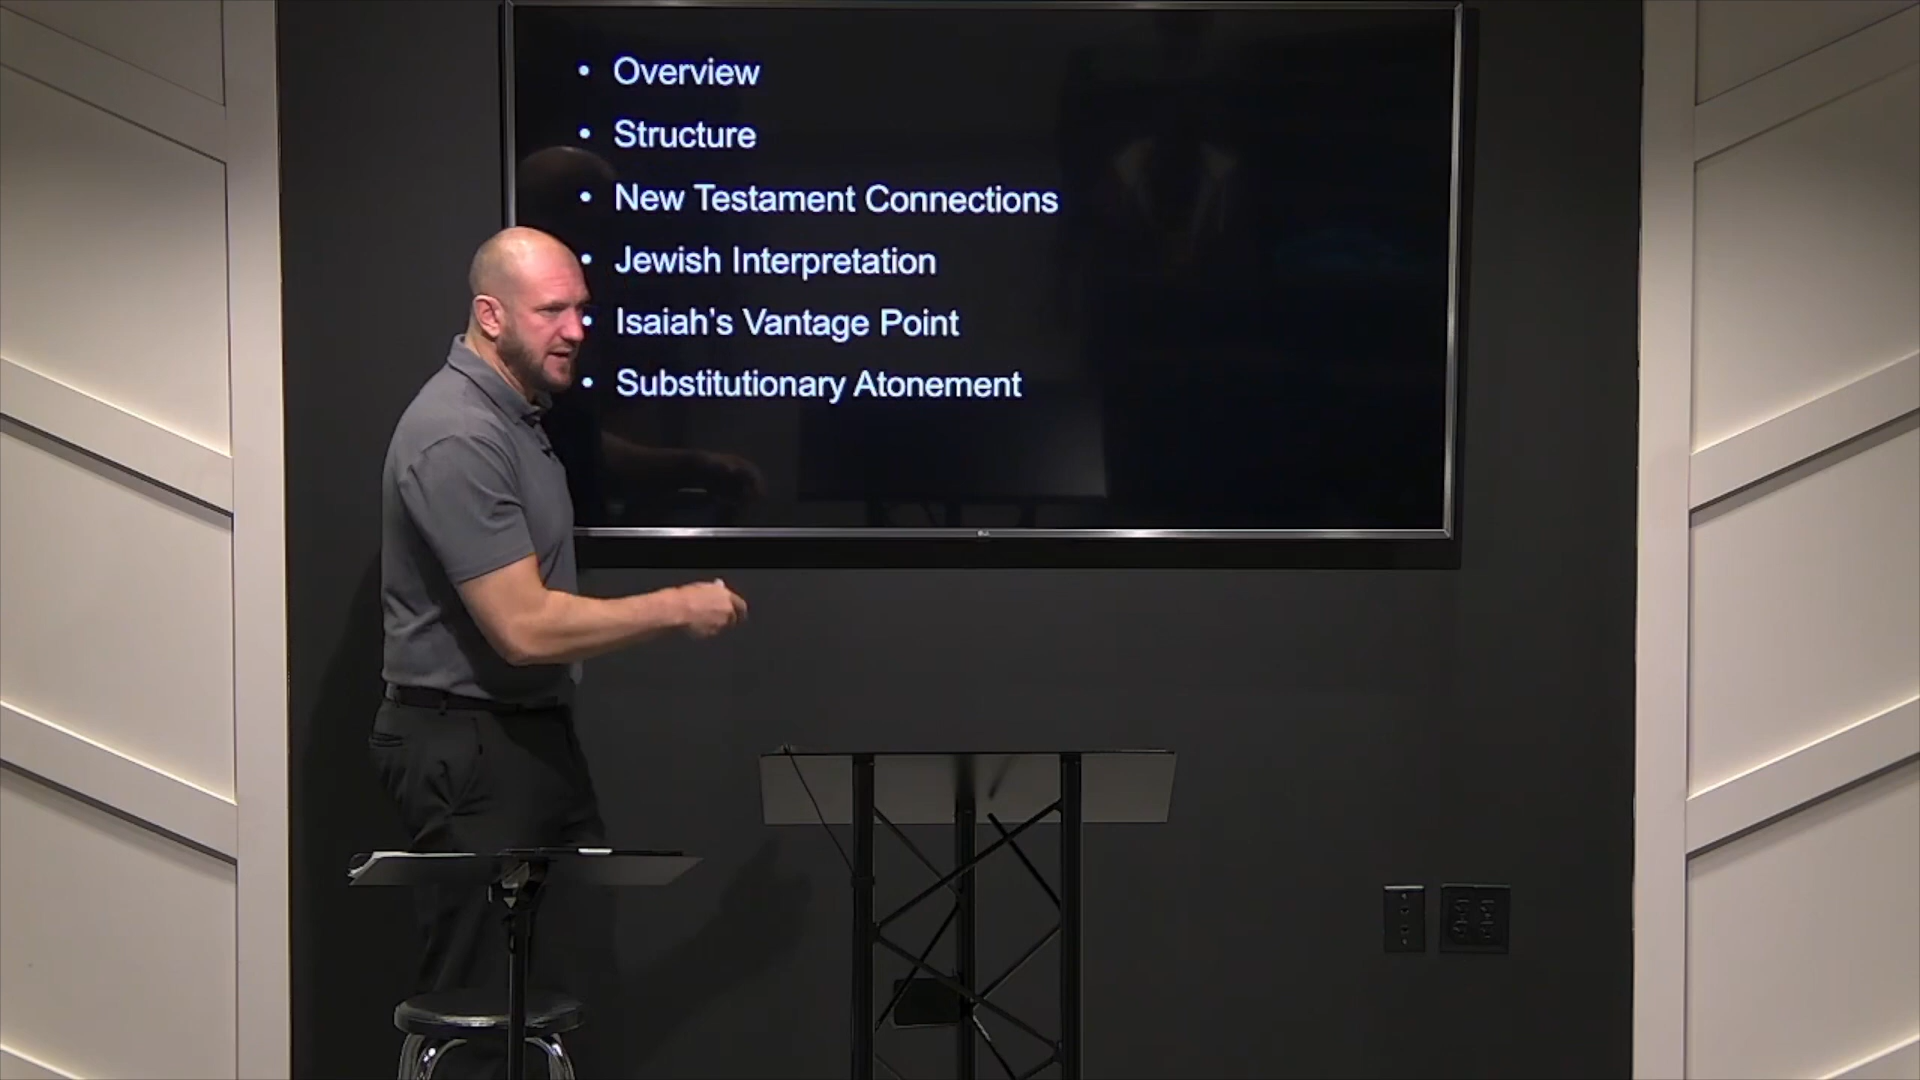 • Overview
• Structure
• New Testament Connections
• Jewish Interpretation
• Isaiah's Vantage Point
• Substitutionary Atonement